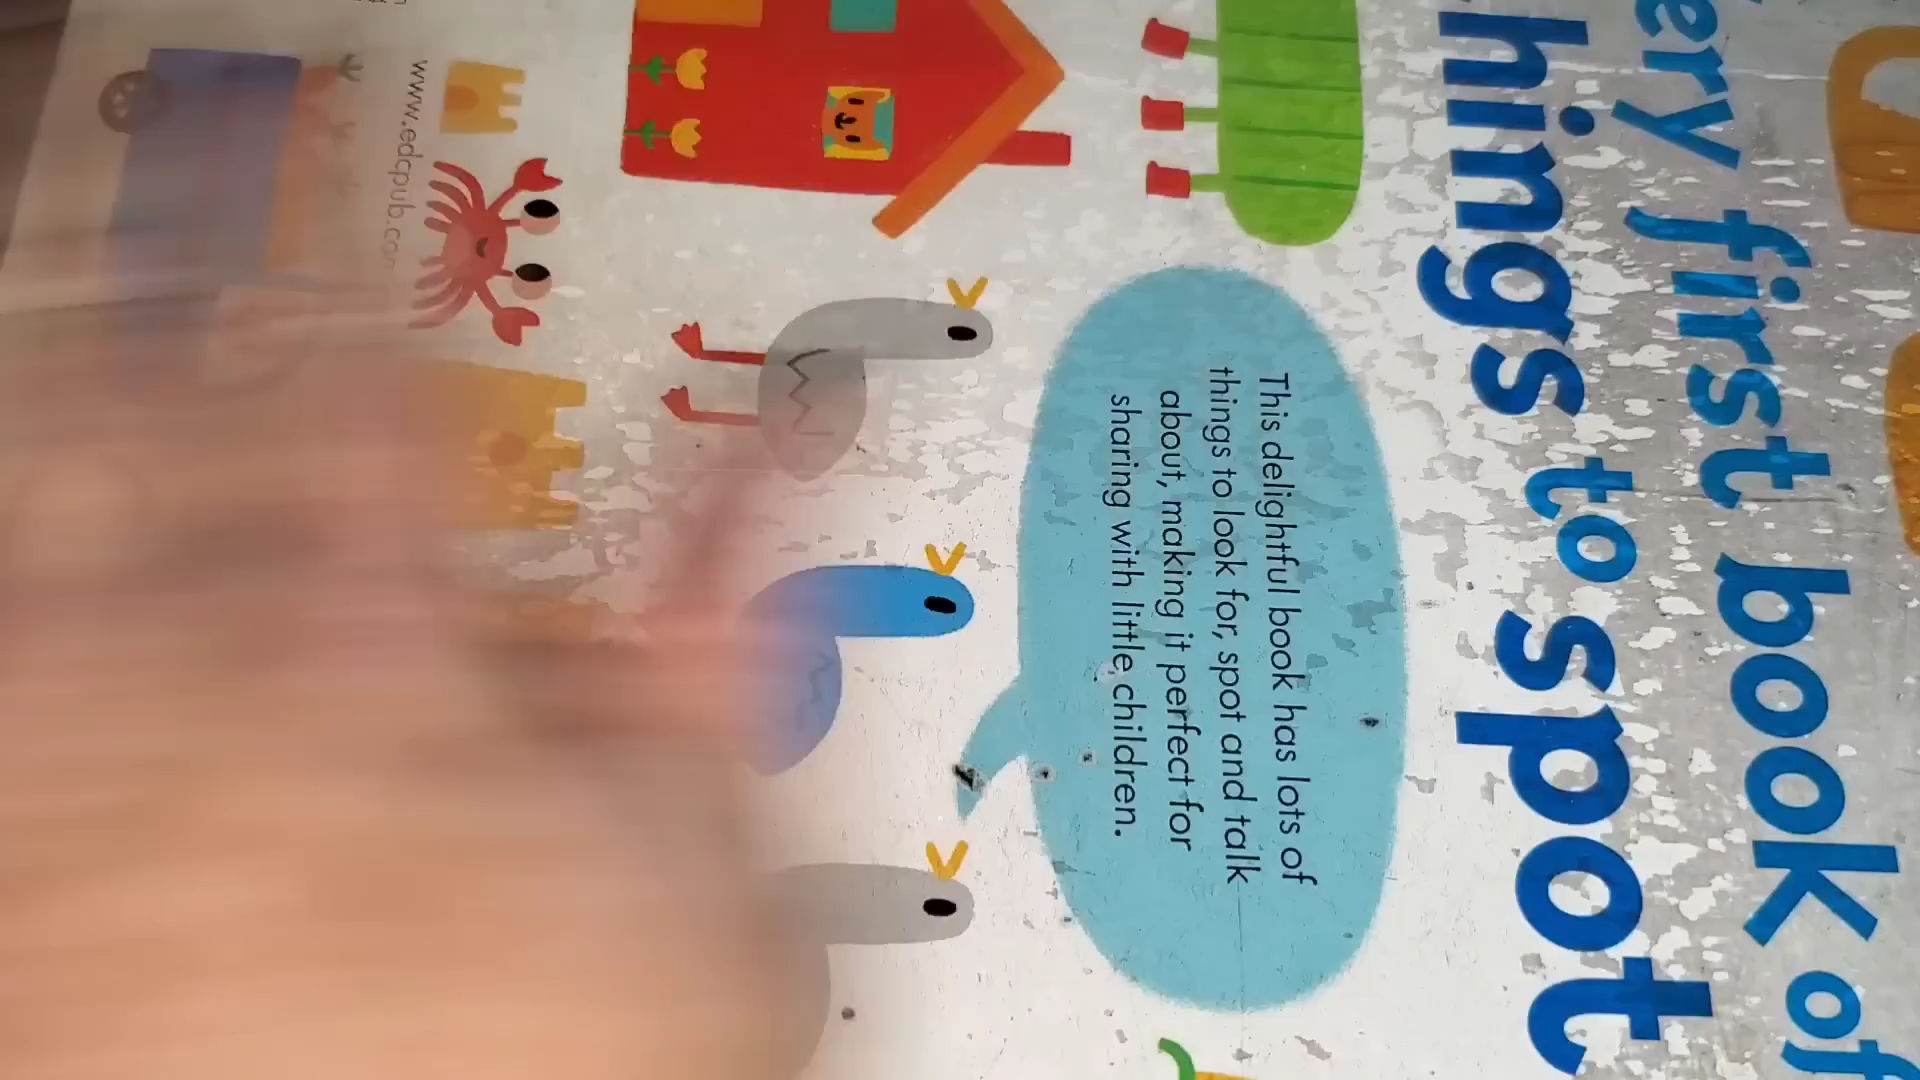 ery first book of
hings to spot
This delightful book has lots of
things to look for, spot and talk
about, making it perfect for
sharing with little children.
www.edcpub.com